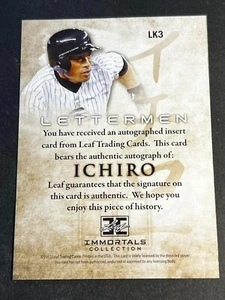 LK3
LETTERMEN
You have received an autographed insert
card from Leaf Trading Cards. This card
bears the authentic autograph of:
ICHIRO
Leaf guarantees that the signature on
this card is authentic. We hope you
enjoy this piece of history.
IMMORTALS
COLLECTION